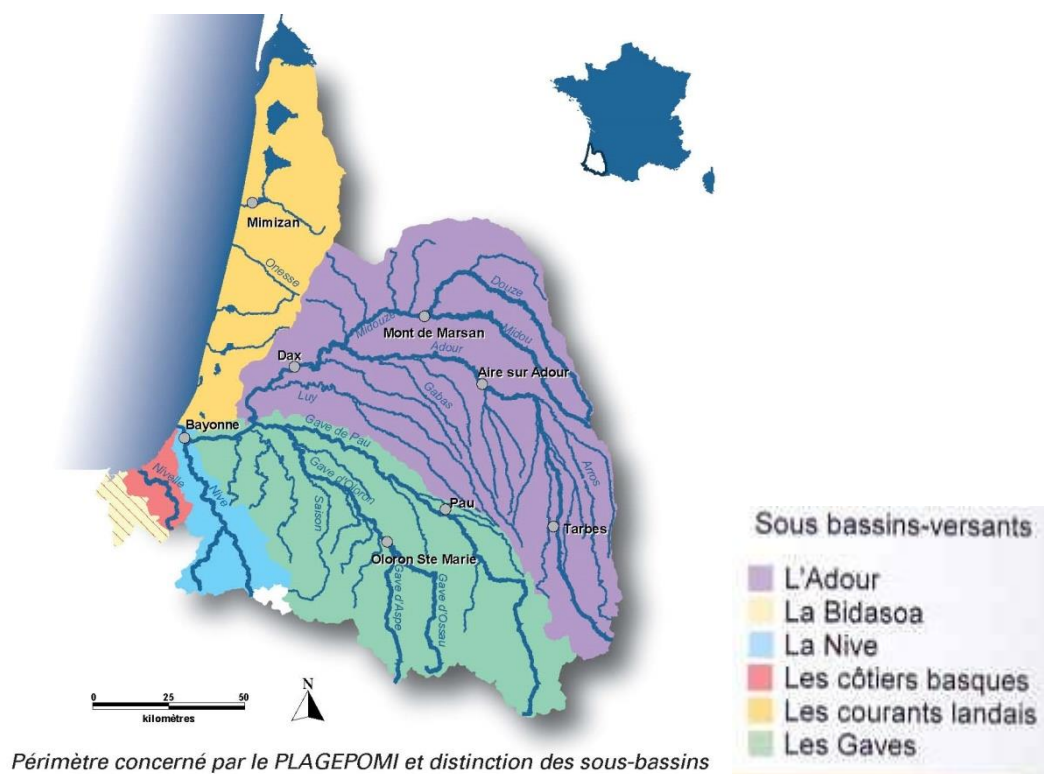 Mimizan
Onesse
Douze
Midouze
Mont de Marsan
Midou
Adour
Dax
Aire sur Adour
Luy
Gabas
Bayonne
Gave de Pau
Arros
Nivelle
Nive
Gave d'Oloron
Saison
Pau
Tarbes
Oloron Ste Marie
Gave d'Aspe
Gave d'Ossau
0 25 50
kilomètres
N
Périmètre concerné par le PLAGEPOMI et distinction des sous-bassins
Sous bassins-versants
L'Adour
La Bidasoa
La Nive
Les côtiers basques
Les courants landais
Les Gaves